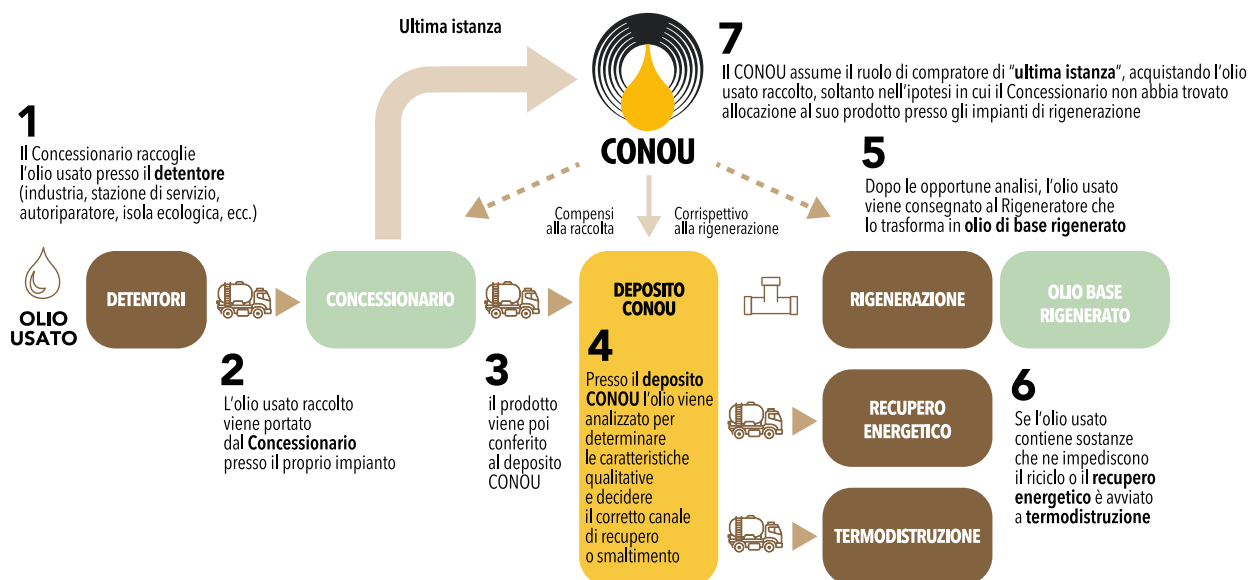 Ultima istanza
CONOU
7
Il CONOU assume il ruolo di compratore di “ultima istanza”, acquistando l’olio
usato raccolto, soltanto nell’ipotesi in cui il Concessionario non abbia trovato
allocazione al suo prodotto presso gli impianti di rigenerazione
1
Il Concessionario raccoglie
l’olio usato presso il detentore
(industria, stazione di servizio,
autoriparatore, isola ecologica, ecc.)
Compensi
alla raccolta
Corrispettivo
alla rigenerazione
5
Dopo le opportune analisi, l’olio usato
viene consegnato al Rigeneratore che
lo trasforma in olio di base rigenerato
OLIO
USATO
DETENTORI
CONCESSIONARIO
DEPOSITO
CONOU
RIGENERAZIONE
OLIO BASE
RIGENERATO
2
L’olio usato raccolto
viene portato
dal Concessionario
presso il proprio impianto
3
il prodotto
viene poi
conferito
al deposito
CONOU
4
Presso il deposito
CONOU l’olio viene
analizzato per
determinare
le caratteristiche
qualitative
e decidere
il corretto canale
di recupero
o smaltimento
RECUPERO
ENERGETICO
6
Se l’olio usato
contiene sostanze
che ne impediscono
il riciclo o il recupero
energetico è avviato
a termodistruzione
TERMODISTRUZIONE